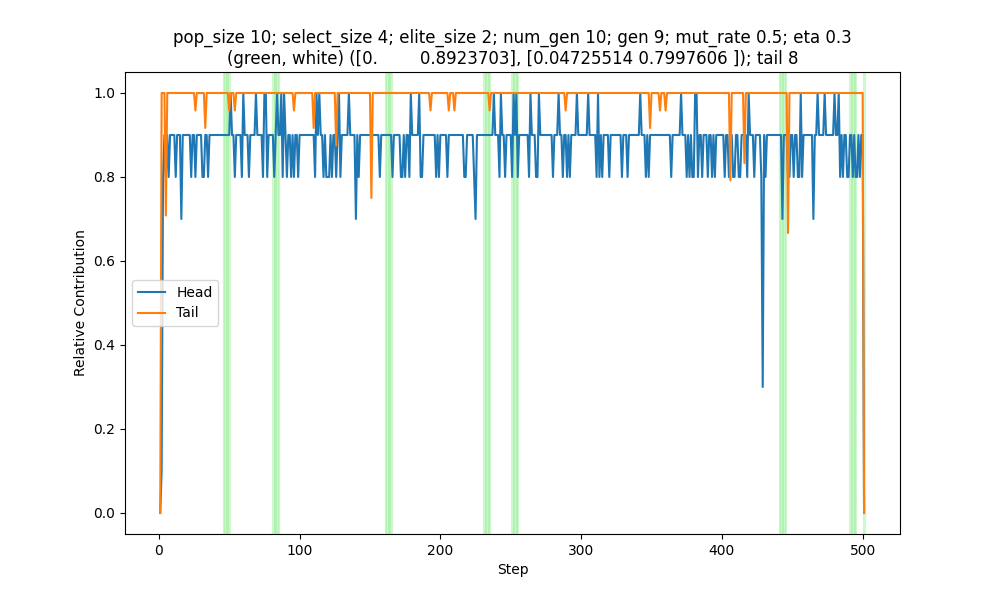 pop_size 10; select_size 4; elite_size 2; num_gen 10; gen 9; mut_rate 0.5; eta 0.3
(green, white) ([0.        0.8923703], [0.04725514 0.7997606 ]); tail 8
1.0
0.8
0.6
0.4
0.2
0.0
Relative Contribution
Head
Tail
0
100
200
300
400
500
Step